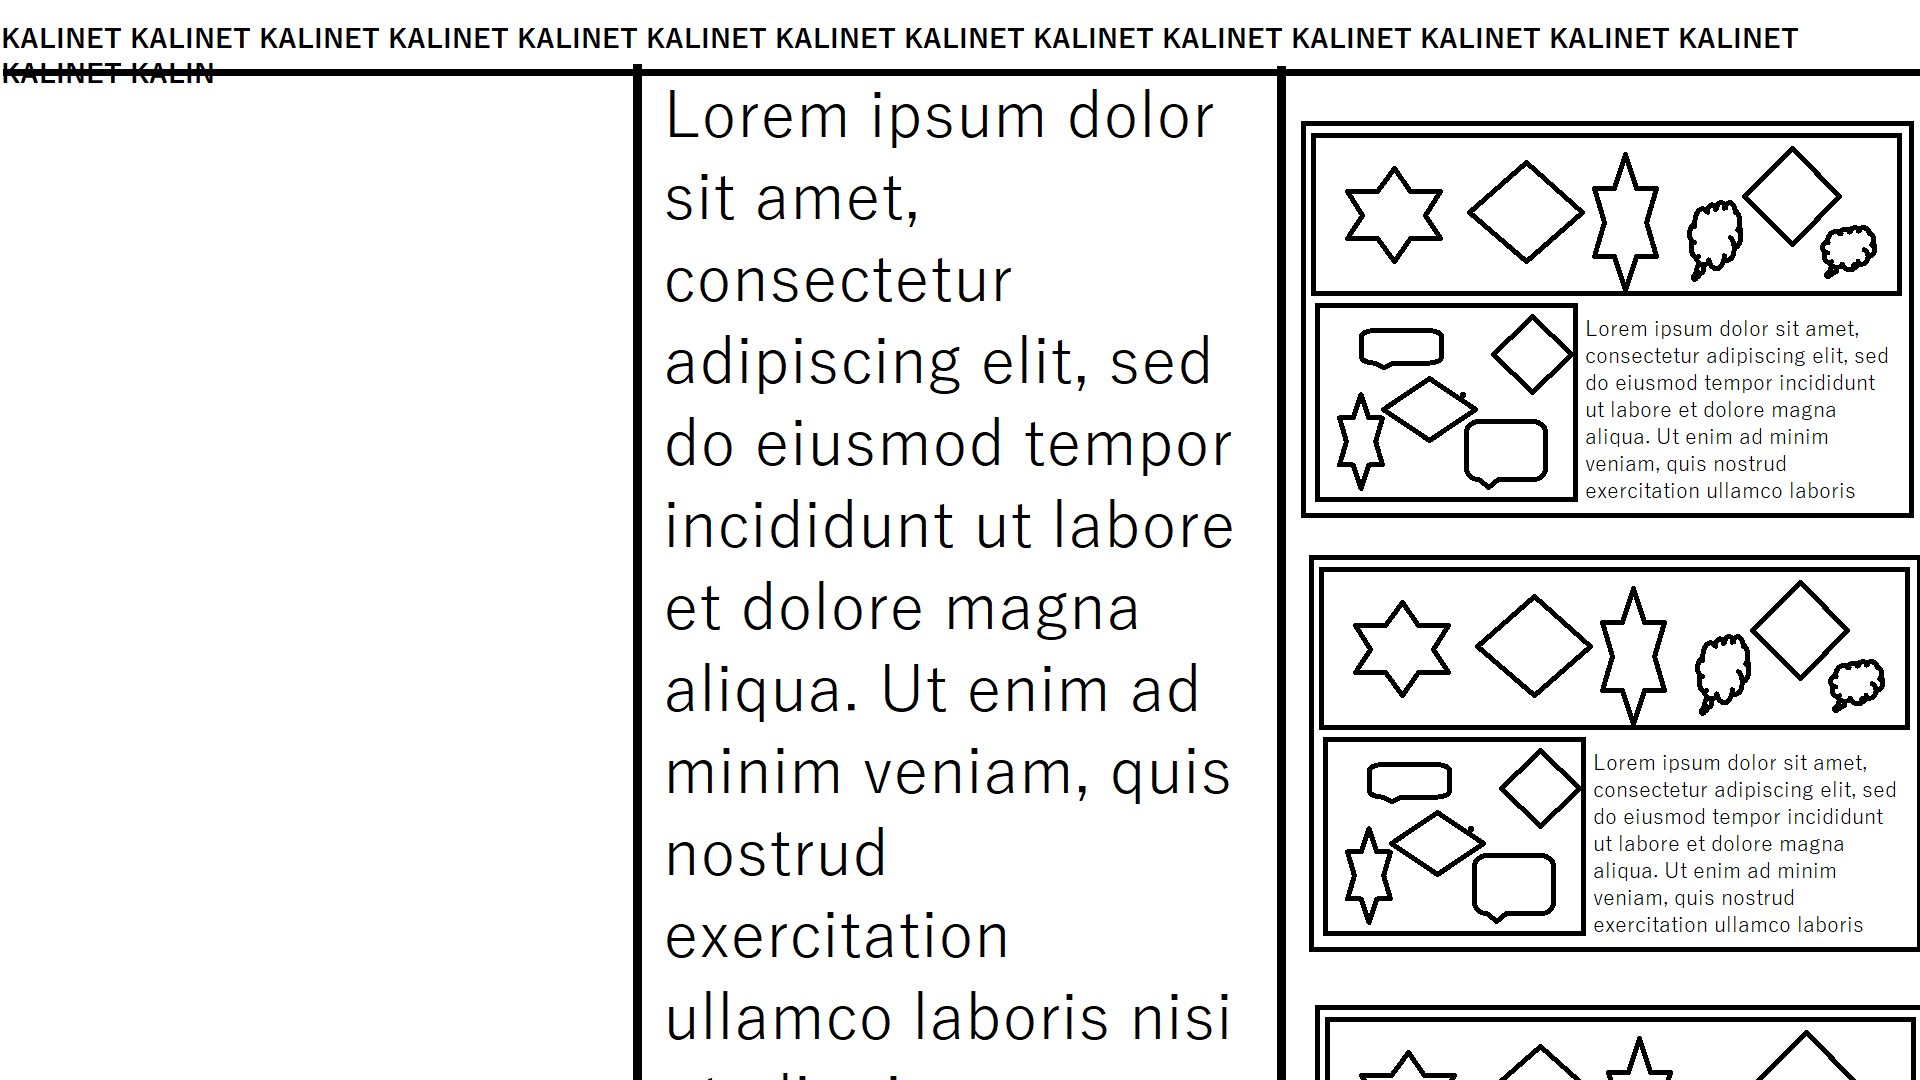 KALINET KALINET KALINET KALINET KALINET KALINET KALINET KALINET KALINET KALINET KALINET KALINET KALINET KALINET
KALINET KALIN
Lorem ipsum dolor
sit amet,
consectetur
adipiscing elit, sed
do eiusmod tempor
incididunt ut labore
et dolore magna
aliqua. Ut enim ad
minim veniam, quis
nostrud
exercitation
ullamco laboris nisi
Lorem ipsum dolor sit amet,
consectetur adipiscing elit, sed
do eiusmod tempor incididunt
ut labore et dolore magna
aliqua. Ut enim ad minim
veniam, quis nostrud
exercitation ullamco laboris
Lorem ipsum dolor sit amet,
consectetur adipiscing elit, sed
do eiusmod tempor incididunt
ut labore et dolore magna
aliqua. Ut enim ad minim
veniam, quis nostrud
exercitation ullamco laboris